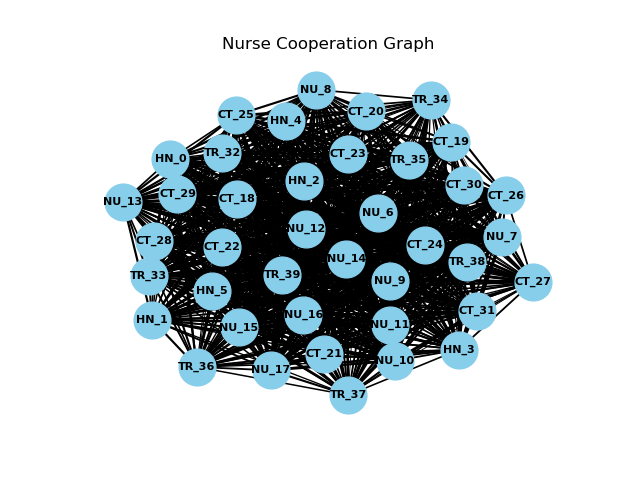 Nurse Cooperation Graph
NU_8
TR_34
CT_20
CT_25
HN_4
CT_19
TR_32
CT_23
HN_0
TR_35
HN_2
CT_30
CT_29
CT_26
CT_18
NU_13
NU_6
NU_12
NU_7
CT_28
CT_24
CT_22
NU_14
TR_38
TR_33
TR_39
NU_9
CT_27
HN_5
CT_31
NU_16
HN_1
NU_11
NU_15
HN_3
CT_21
NU_10
TR_36
NU_17
TR_37